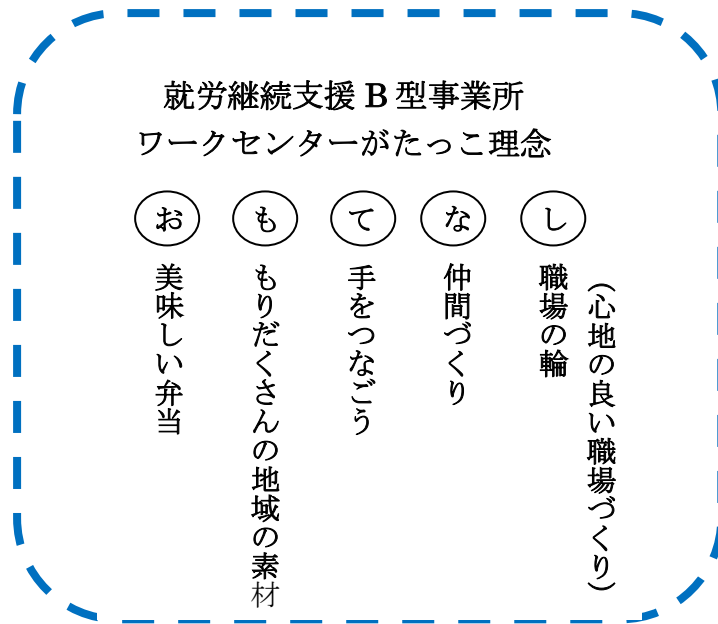 就労継続支援B型事業所
ワークセンターがたっこ理念
お 美味しい弁当
も もりだくさんの地域の素材
て 手をつなごう
な 仲間づくり
し 職場の輪
(心地の良い職場づくり)